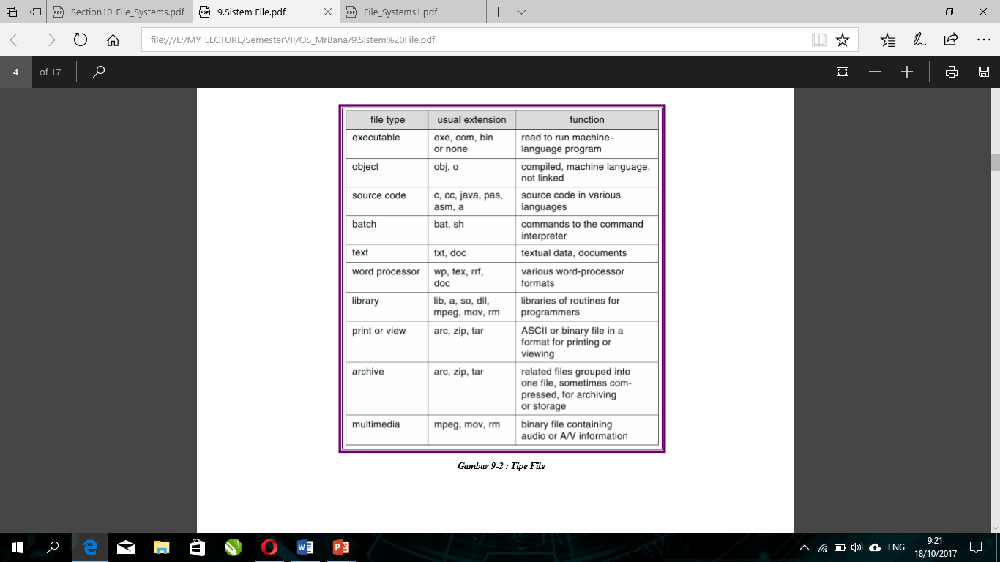 Section10-File_Systems.pdf
9.Sistem File.pdf
File_Systems1.pdf
file:///E:/MY-LECTURE/SemesterVII/OS_MrBana/9.Sistem%20File.pdf
4 of 17
file type usual extension function
executable exe, com, bin read to run machine-
or none language program
object obj, o compiled, machine language,
not linked
source code c, cc, java, pas, source code in various
asm, a languages
batch bat, sh commands to the command
interpreter
text txt, doc textual data, documents
word processor wp, tex, rrf, various word-processor
doc formats
library lib, a, so, dll, libraries of routines for
mpeg, mov, rm programmers
print or view arc, zip, tar ASCII or binary file in a
format for printing or
viewing
archive arc, zip, tar related files grouped into
one file, sometimes com-
pressed, for archiving
or storage
multimedia mpeg, mov, rm binary file containing
audio or A/V information
Gambar 9-2 : Tipe File
ENG
9:21
18/10/2017